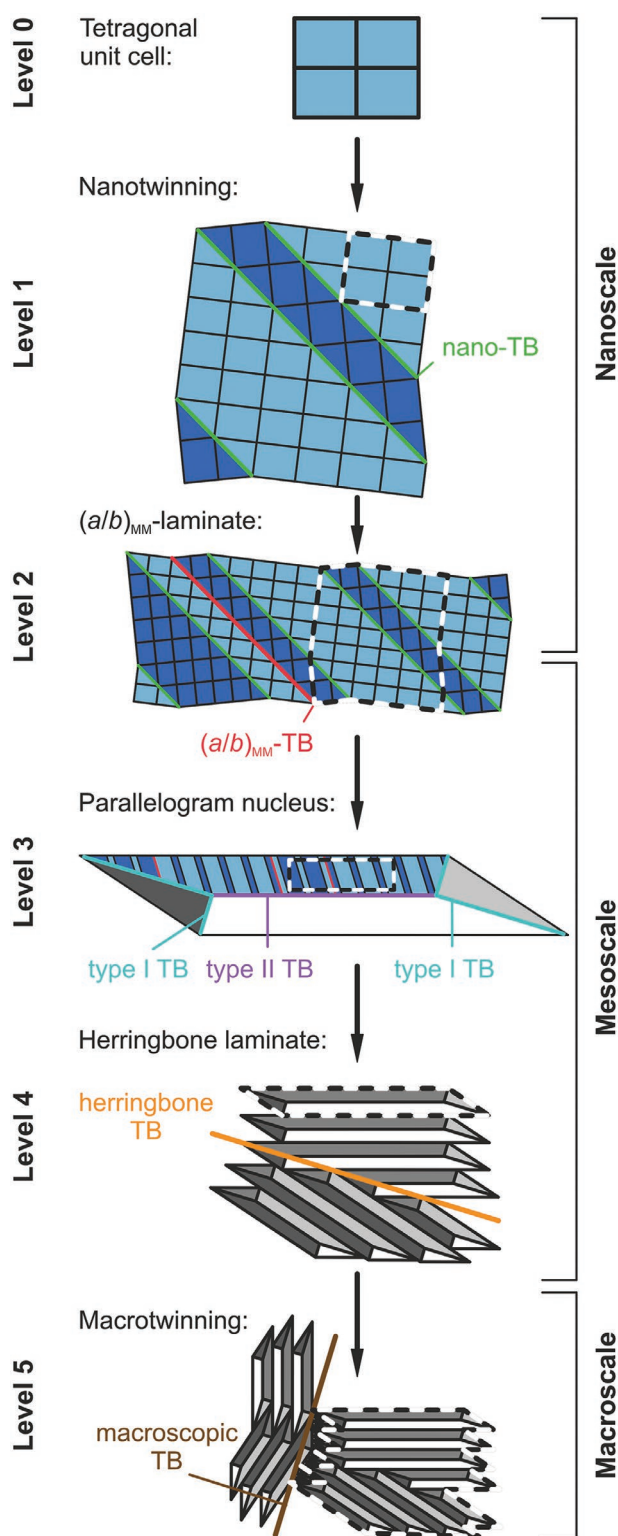 Level 0
Tetragonal
unit cell:
Nanotwinning:
Level 1
nano-TB
Nanoscale
(a/b)MM-laminate:
Level 2
(a/b)MM-TB
Parallelogram nucleus:
Level 3
type I TB
type II TB
type I TB
Mesoscale
Herringbone laminate:
Level 4
herringbone
TB
Macrotwinning:
Level 5
macroscopic
TB
Macroscale